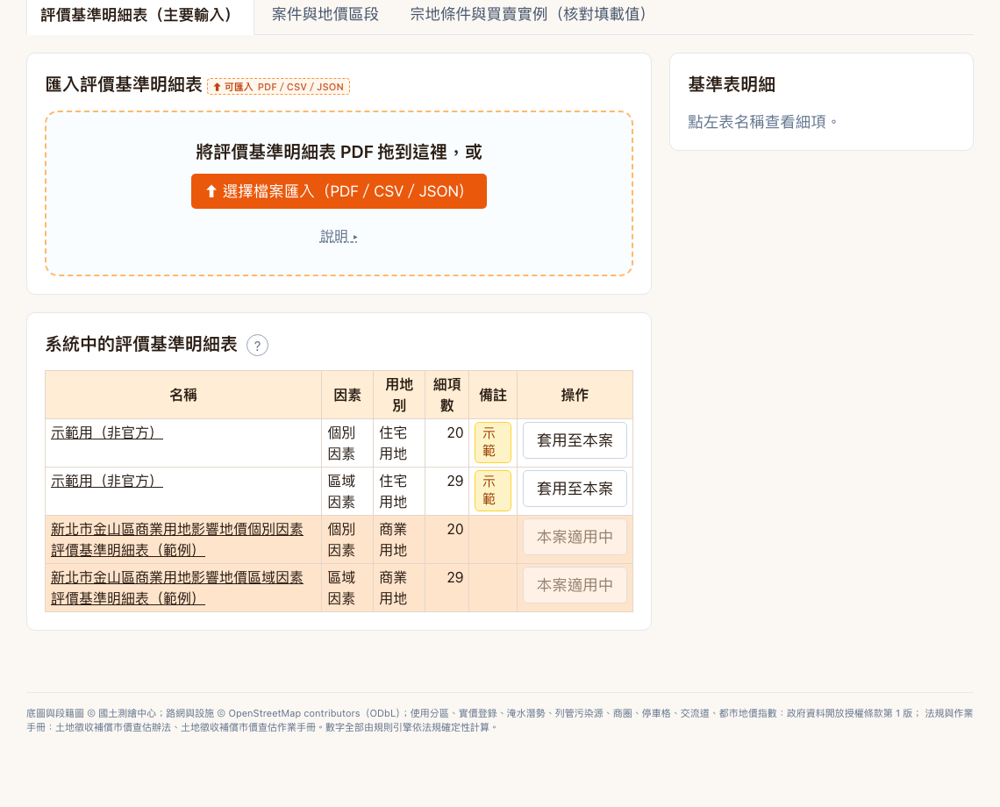 評價基準明細表（主要輸入）
案件與地價區段
宗地條件與買賣實例（核對填載值）
匯入評價基準明細表 ⬆ 可匯入 PDF / CSV / JSON
將評價基準明細表 PDF 拖到這裡，或
⬆ 選擇檔案匯入（PDF / CSV / JSON）
說明 ▸
基準表明細
點左表名稱查看細項。
系統中的評價基準明細表 ?
名稱 因素 用地別 細項數 備註 操作
示範用（非官方） 個別因素 住宅用地 20 示範 套用至本案
示範用（非官方） 區域因素 住宅用地 29 示範 套用至本案
新北市金山區商業用地影響地價個別因素
評價基準明細表（範例） 個別因素 商業用地 20 本案適用中
新北市金山區商業用地影響地價區域因素
評價基準明細表（範例） 區域因素 商業用地 29 本案適用中
底圖與段籍圖 © 國土測繪中心；路網與設施 © OpenStreetMap contributors（ODbL）；使用分區、實價登錄、淹水潛勢、列管污染源、商圈、停車格、交流道、都市地價指數：政府資料開放授權條款第 1 版； 法規與作業
手冊：土地徵收補償市價查估辦法、土地徵收補償市價查估作業手冊。數字全部由規則引擎依法規確定性計算。